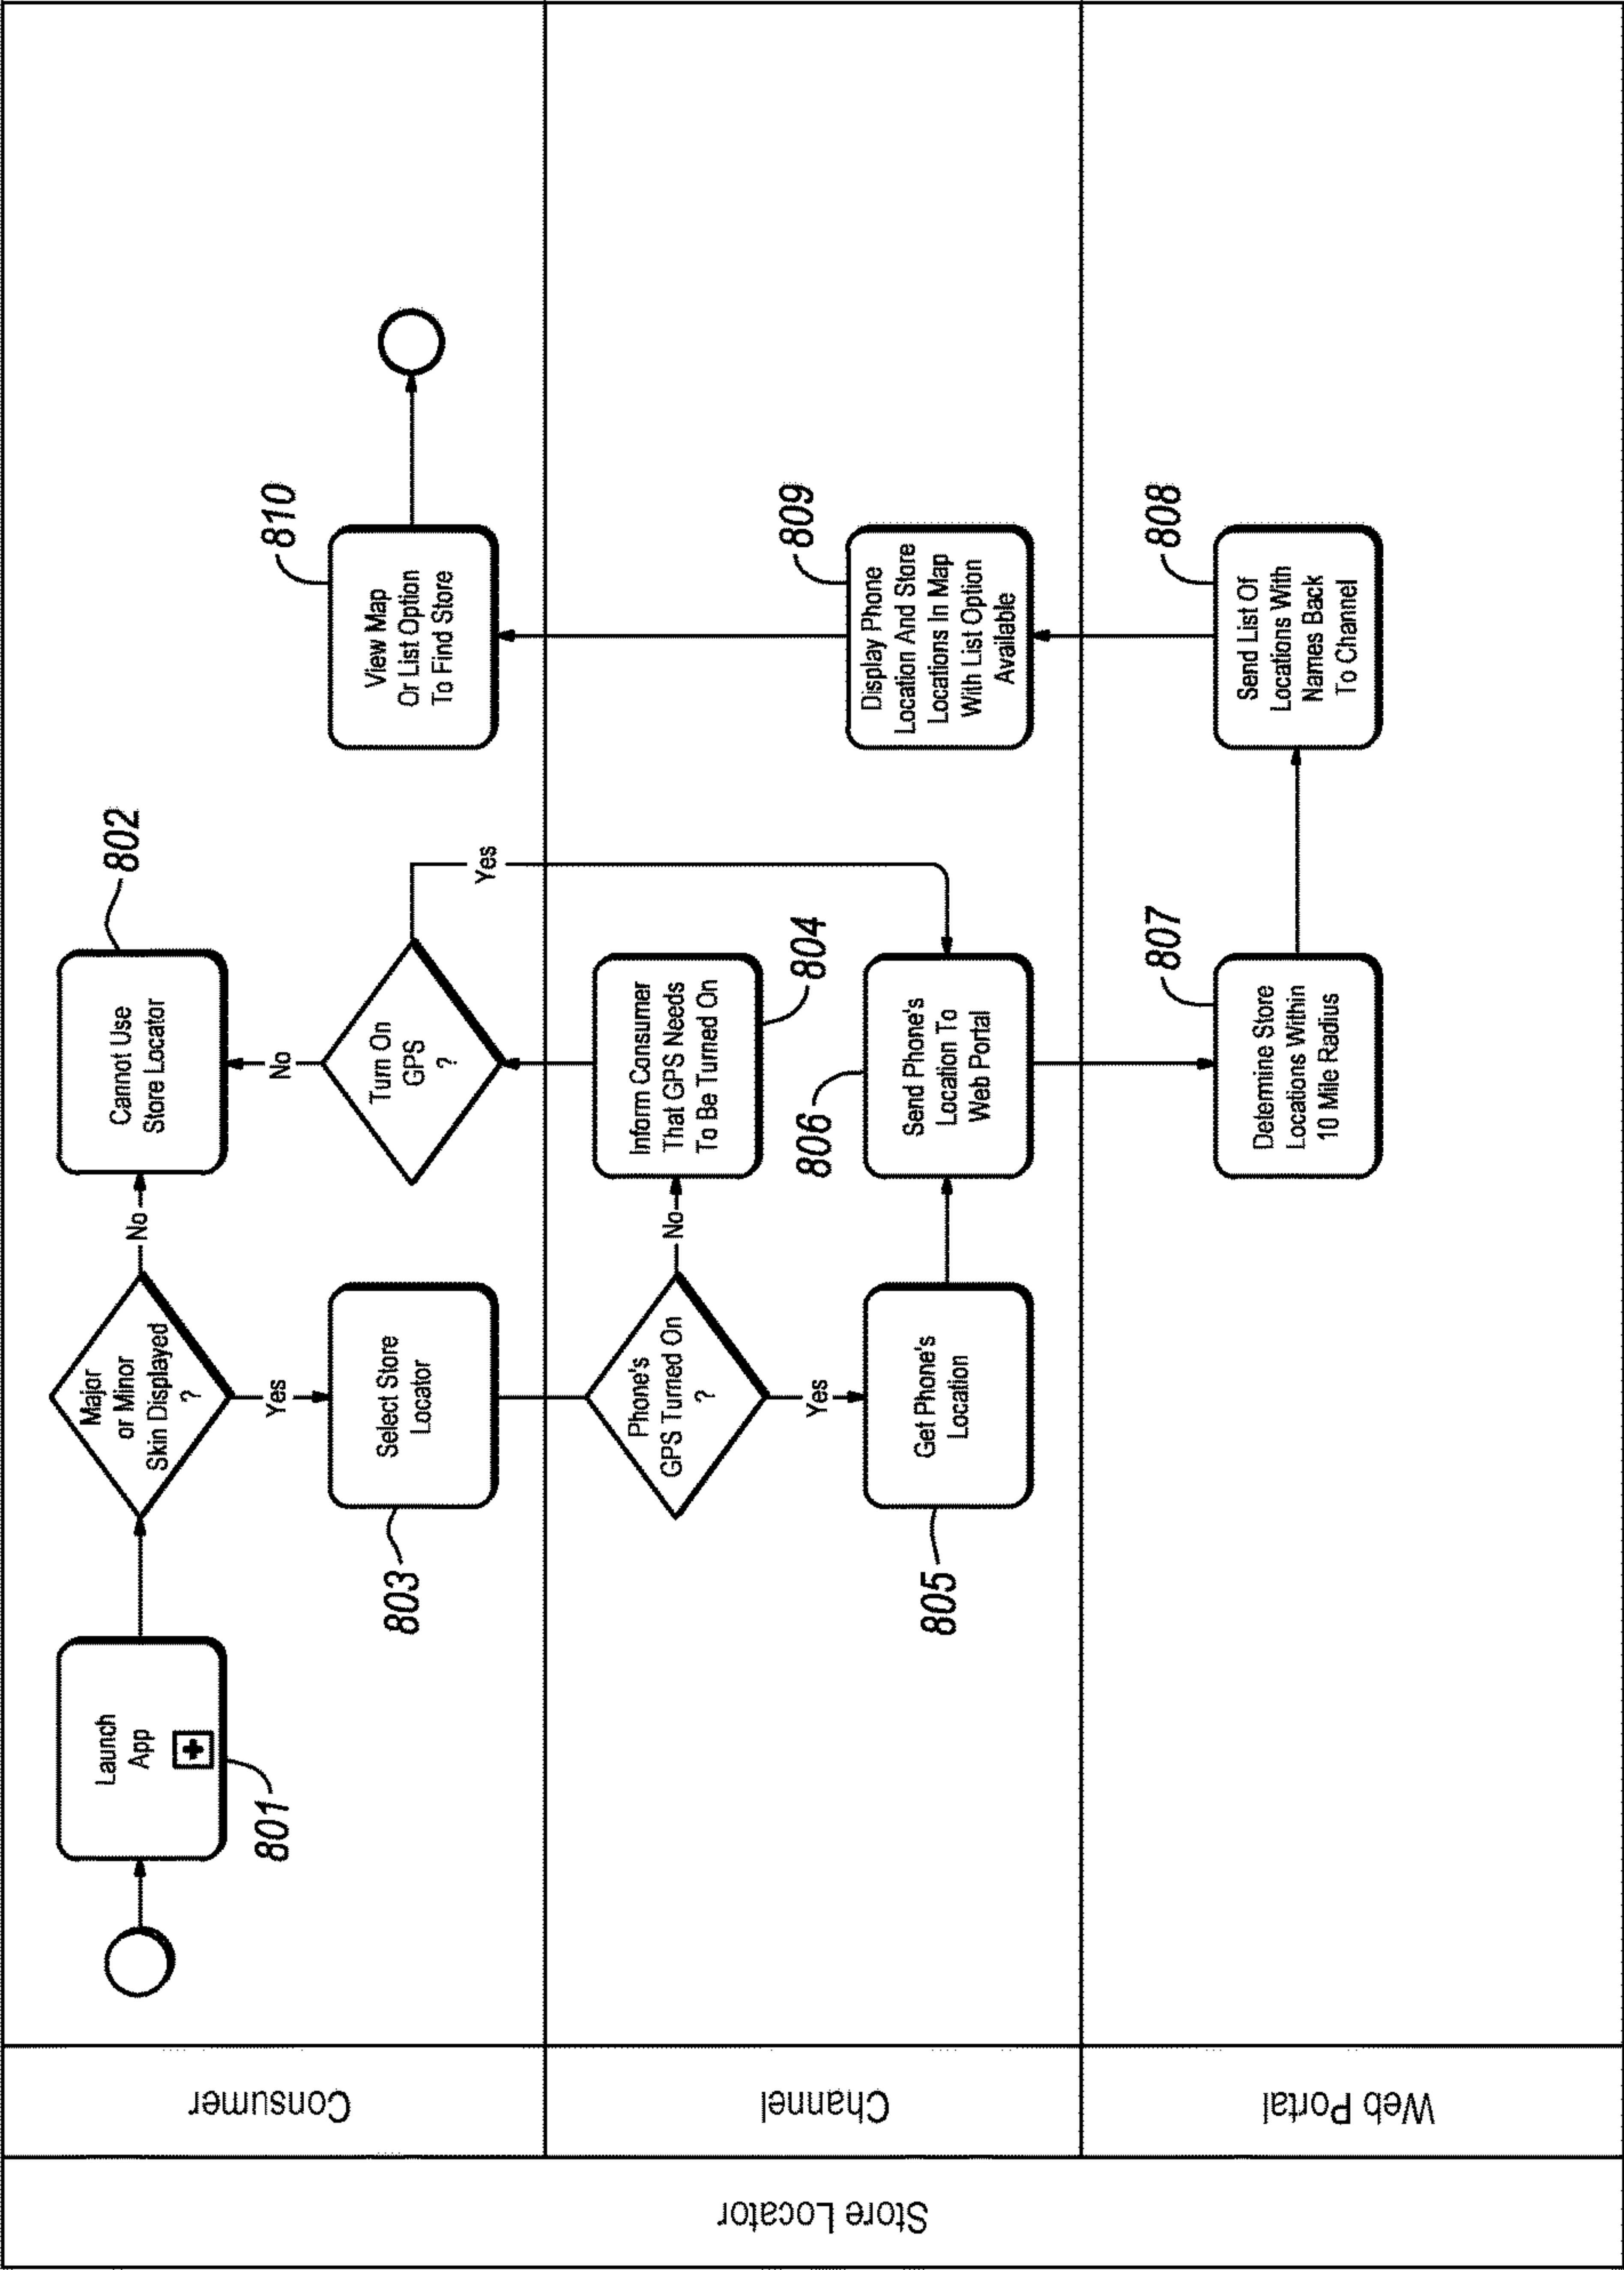 Store Locator
Consumer
Channel
Web Portal
Launch
App
801
Major
or Minor
Skin Displayed
?
No
Yes
Cannot Use
Store Locator
802
Select Store
Locator
803
Turn On
GPS
?
No
Yes
View Map
Or List Option
To Find Store
810
Phone's
GPS Turned On
?
No
Yes
Inform Consumer
That GPS Needs
To Be Turned On
804
Get Phone's
Location
805
Send Phone's
Location To
Web Portal
806
Display Phone
Location And Store
Locations In Map
With List Option
Available
809
Determine Store
Locations Within
10 Mile Radius
807
Send List Of
Locations With
Names Back
To Channel
808